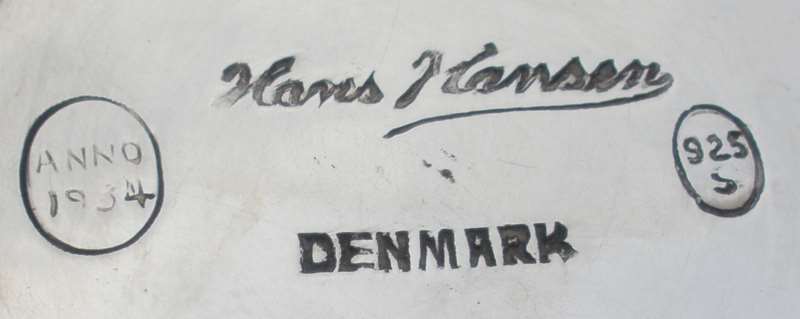 Hans Hansen
ANNO
1934
925
S
DENMARK